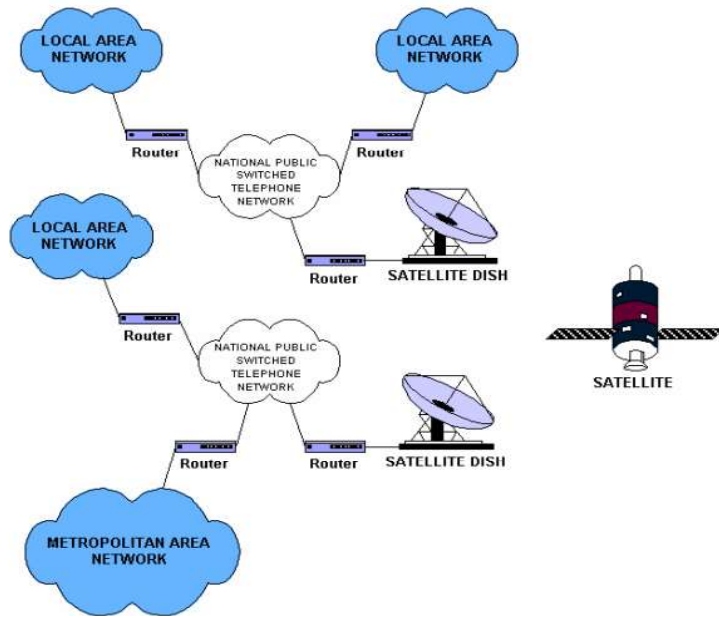 LOCAL AREA
NETWORK
LOCAL AREA
NETWORK
Router
Router
NATIONAL PUBLIC
SWITCHED
TELEPHONE
NETWORK
LOCAL AREA
NETWORK
Router
SATELLITE DISH
Router
NATIONAL PUBLIC
SWITCHED
TELEPHONE
NETWORK
SATELLITE
Router
Router
SATELLITE DISH
METROPOLITAN AREA
NETWORK